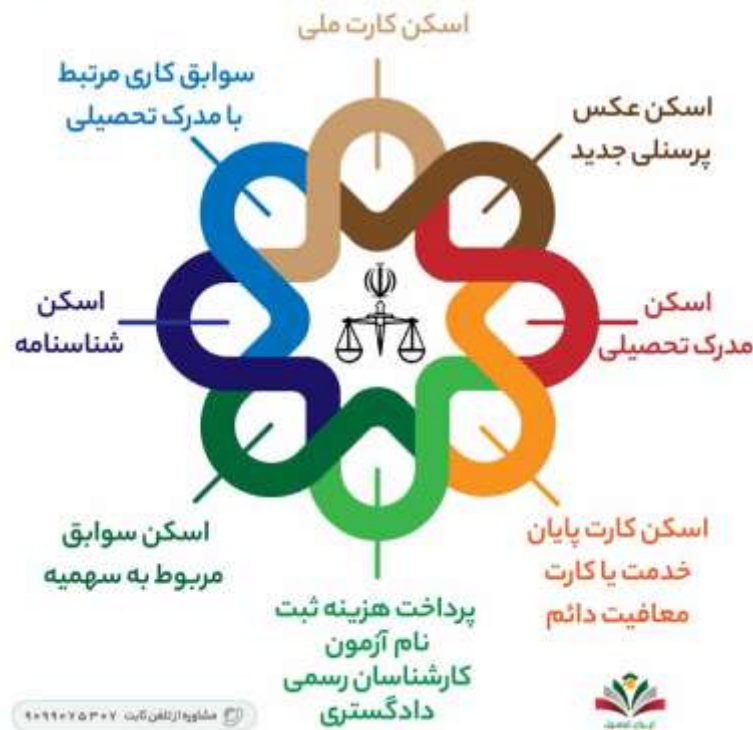 اسکن کارت ملی
سوابق کاری مرتبط
با مدرک تحصیلی
اسکن عکس
پرسنلی جدید
اسکن
شناسنامه
اسکن
مدرک تحصیلی
اسکن سوابق
مربوط به سهمیه
اسکن کارت پایان
خدمت یا کارت
معافیت دائم
پرداخت هزینه ثبت
نام آزمون
کارشناسان رسمی
دادگستری
مشاوره از تلفن ثابت ۹۰۹۹۰۷۵۳۰۷
ایران تحصیل